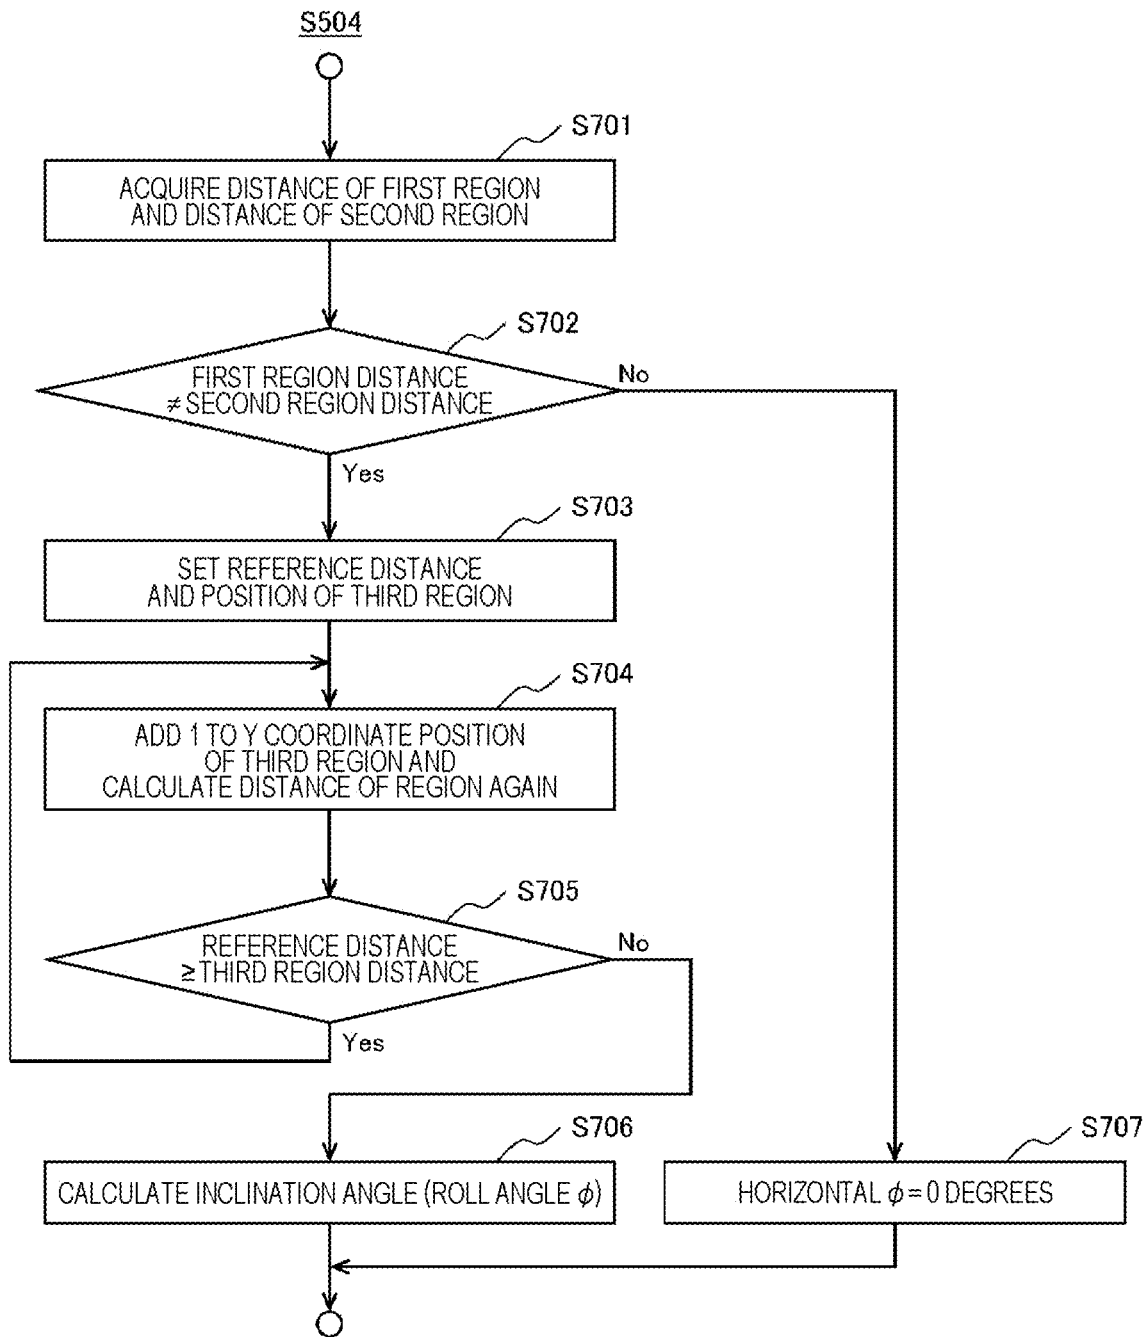 S504
S701
ACQUIRE DISTANCE OF FIRST REGION
AND DISTANCE OF SECOND REGION
S702
FIRST REGION DISTANCE
≠ SECOND REGION DISTANCE
No
Yes
S703
SET REFERENCE DISTANCE
AND POSITION OF THIRD REGION
S704
ADD 1 TO Y COORDINATE POSITION
OF THIRD REGION AND
CALCULATE DISTANCE OF REGION AGAIN
S705
REFERENCE DISTANCE
≥ THIRD REGION DISTANCE
No
Yes
S706
CALCULATE INCLINATION ANGLE (ROLL ANGLE ϕ)
S707
HORIZONTAL ϕ = 0 DEGREES